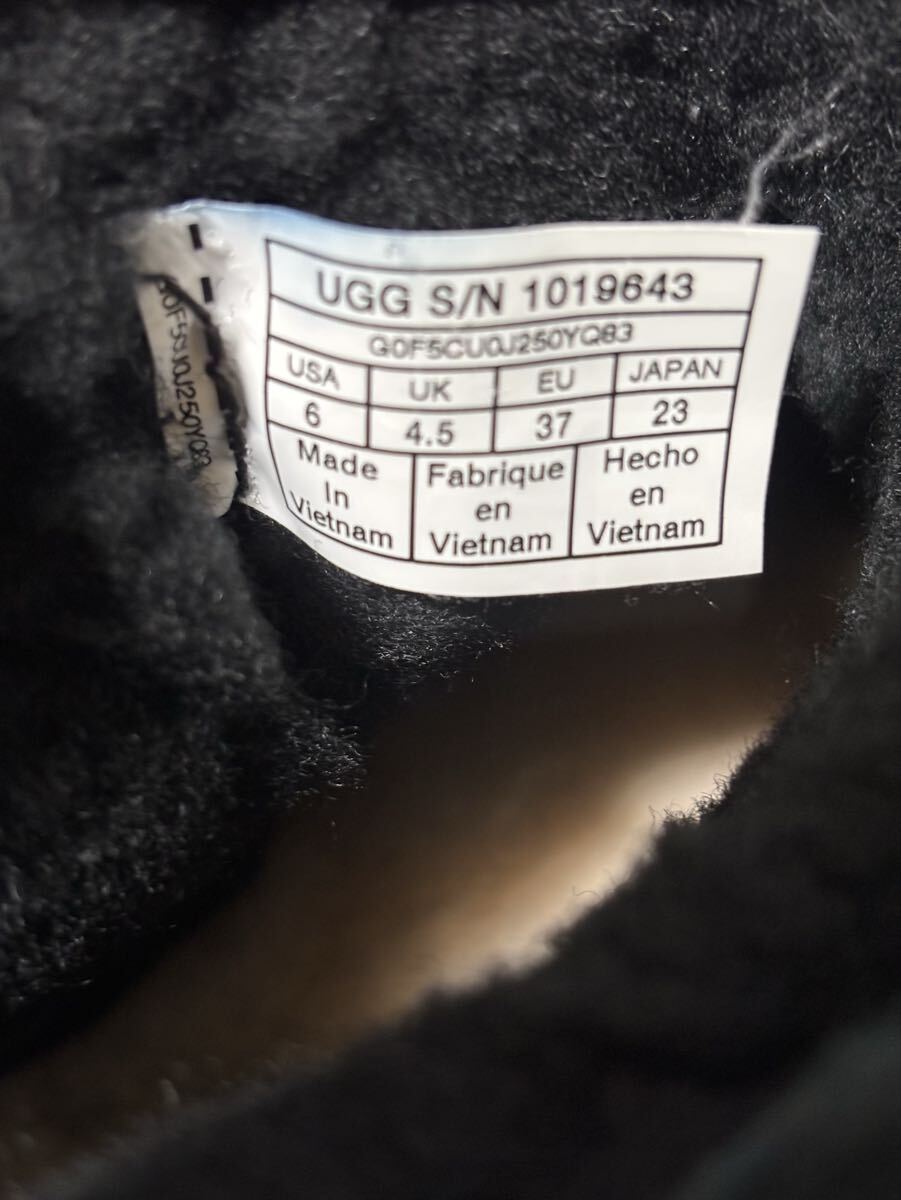 UGG S/N 1019643
G0F5CU0J250YQ83
USA UK EU JAPAN
6 4.5 37 23
Made In Vietnam
Fabrique en Vietnam
Hecho en Vietnam